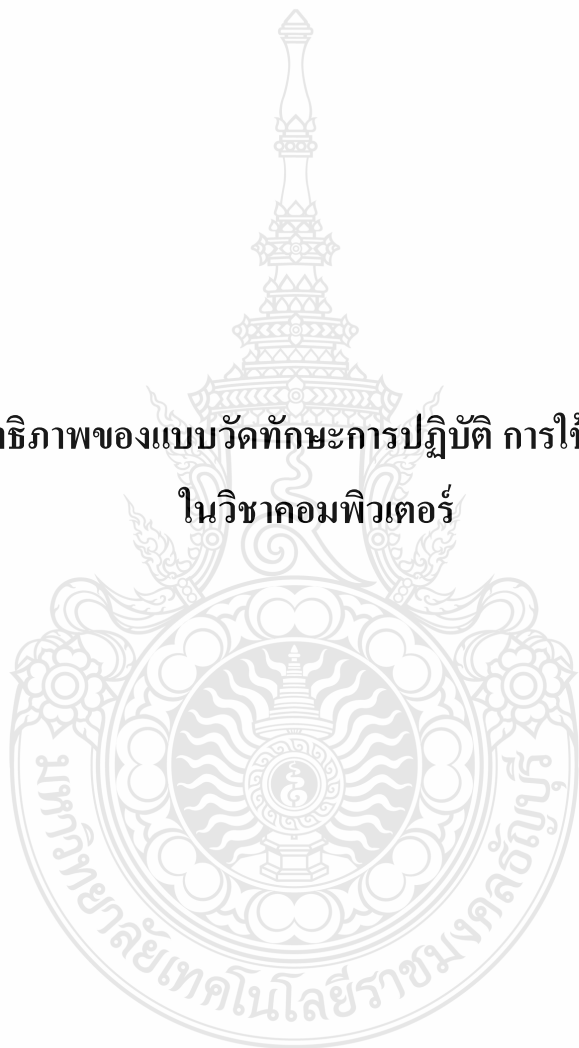 ธิภาพของแบบวัดทักษะการปฏิบัติ การใช้
ในวิชาคอมพิวเตอร์
มหาวิทยาลัยเทคโนโลยีราชมงคลธัญบุรี